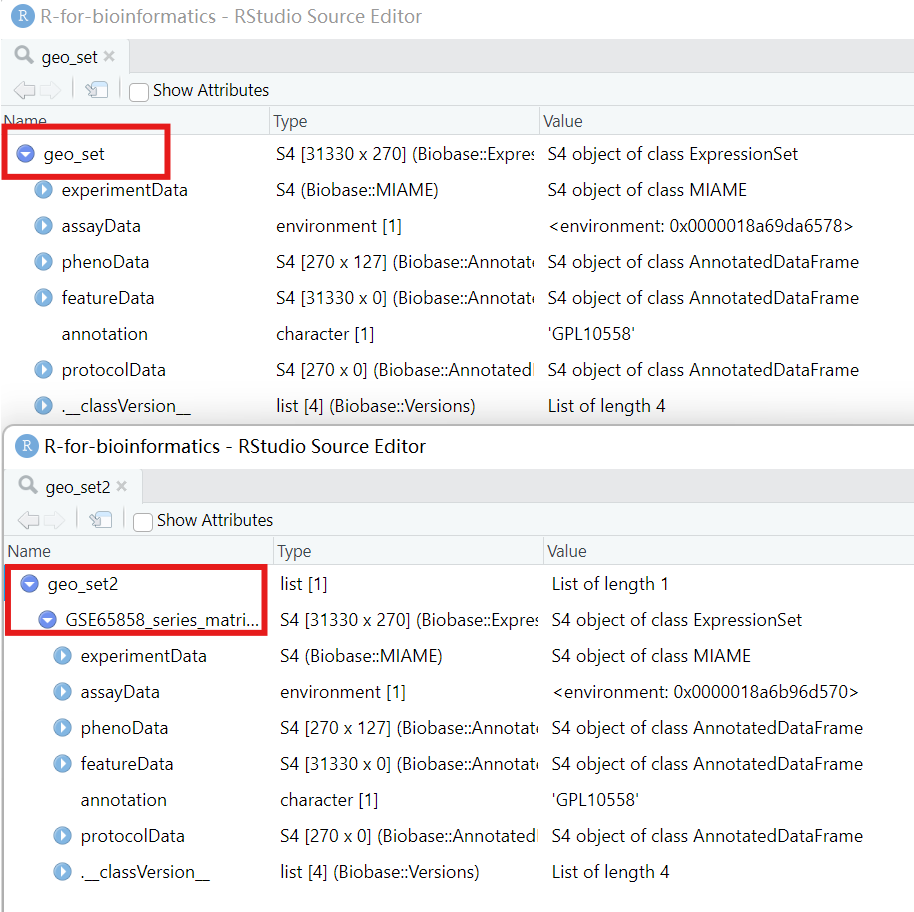 R R-for-bioinformatics - RStudio Source Editor
geo_set
Show Attributes
Name Type Value
geo_set S4 [31330 x 270] (Biobase::Expres S4 object of class ExpressionSet
experimentData S4 (Biobase::MIAME) S4 object of class MIAME
assayData environment [1] <environment: 0x0000018a69da6578>
phenoData S4 [270 x 127] (Biobase::Annotate S4 object of class AnnotatedDataFrame
featureData S4 [31330 x 0] (Biobase::Annotat S4 object of class AnnotatedDataFrame
annotation character [1] 'GPL10558'
protocolData S4 [270 x 0] (Biobase::Annotated S4 object of class AnnotatedDataFrame
.__classVersion__ list [4] (Biobase::Versions) List of length 4
R R-for-bioinformatics - RStudio Source Editor
geo_set2
Show Attributes
Name Type Value
geo_set2 list [1] List of length 1
GSE65858_series_matri... S4 [31330 x 270] (Biobase::Expres S4 object of class ExpressionSet
experimentData S4 (Biobase::MIAME) S4 object of class MIAME
assayData environment [1] <environment: 0x0000018a6b96d570>
phenoData S4 [270 x 127] (Biobase::Annotat S4 object of class AnnotatedDataFrame
featureData S4 [31330 x 0] (Biobase::Annotat S4 object of class AnnotatedDataFrame
annotation character [1] 'GPL10558'
protocolData S4 [270 x 0] (Biobase::Annotated S4 object of class AnnotatedDataFrame
.__classVersion__ list [4] (Biobase::Versions) List of length 4